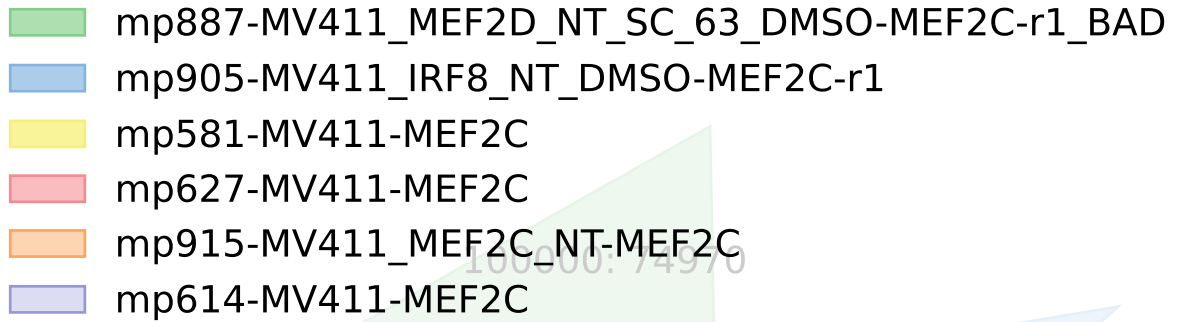 mp887-MV411_MEF2D_NT_SC_63_DMSO-MEF2C-r1_BAD
mp905-MV411_IRF8_NT_DMSO-MEF2C-r1
mp581-MV411-MEF2C
mp627-MV411-MEF2C
mp915-MV411_MEF2C_NT-MEF2C
100000: 74970
mp614-MV411-MEF2C